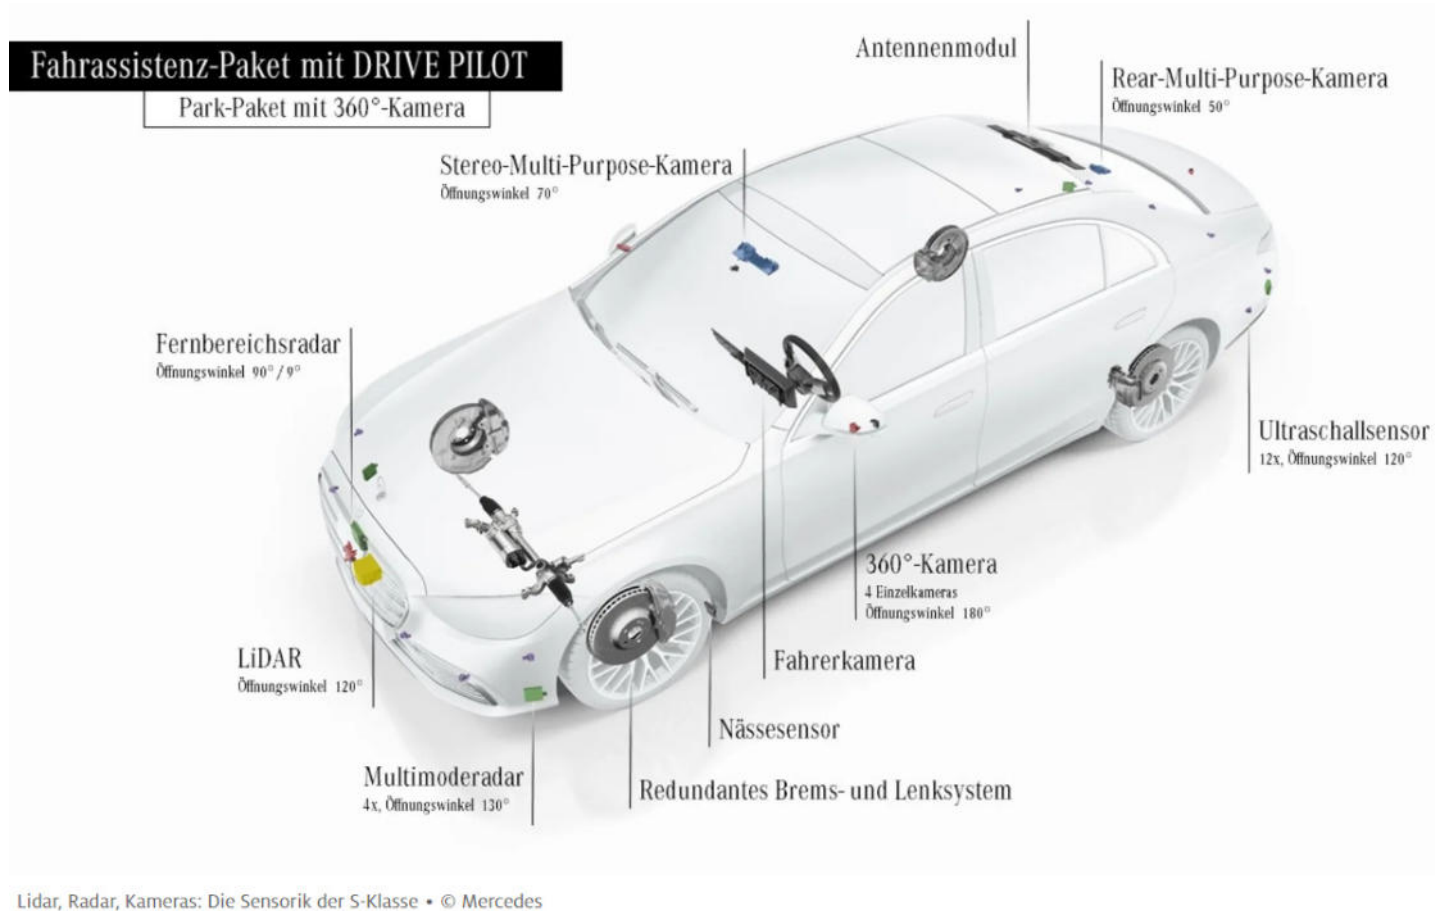 Fahrassistenz-Paket mit DRIVE PILOT
Park-Paket mit 360°-Kamera
Antennenmodul
Rear-Multi-Purpose-Kamera
Öffnungswinkel 50°
Stereo-Multi-Purpose-Kamera
Öffnungswinkel 70°
Fernbereichsradar
Öffnungswinkel 90°/9°
Ultraschallsensor
12x, Öffnungswinkel 120°
360°-Kamera
4 Einzelkameras
Öffnungswinkel 180°
LiDAR
Öffnungswinkel 120°
Fahrerkamera
Nässesensor
Multimoderadar
4x, Öffnungswinkel 130°
Redundantes Brems- und Lenksystem
Lidar, Radar, Kameras: Die Sensorik der S-Klasse • © Mercedes